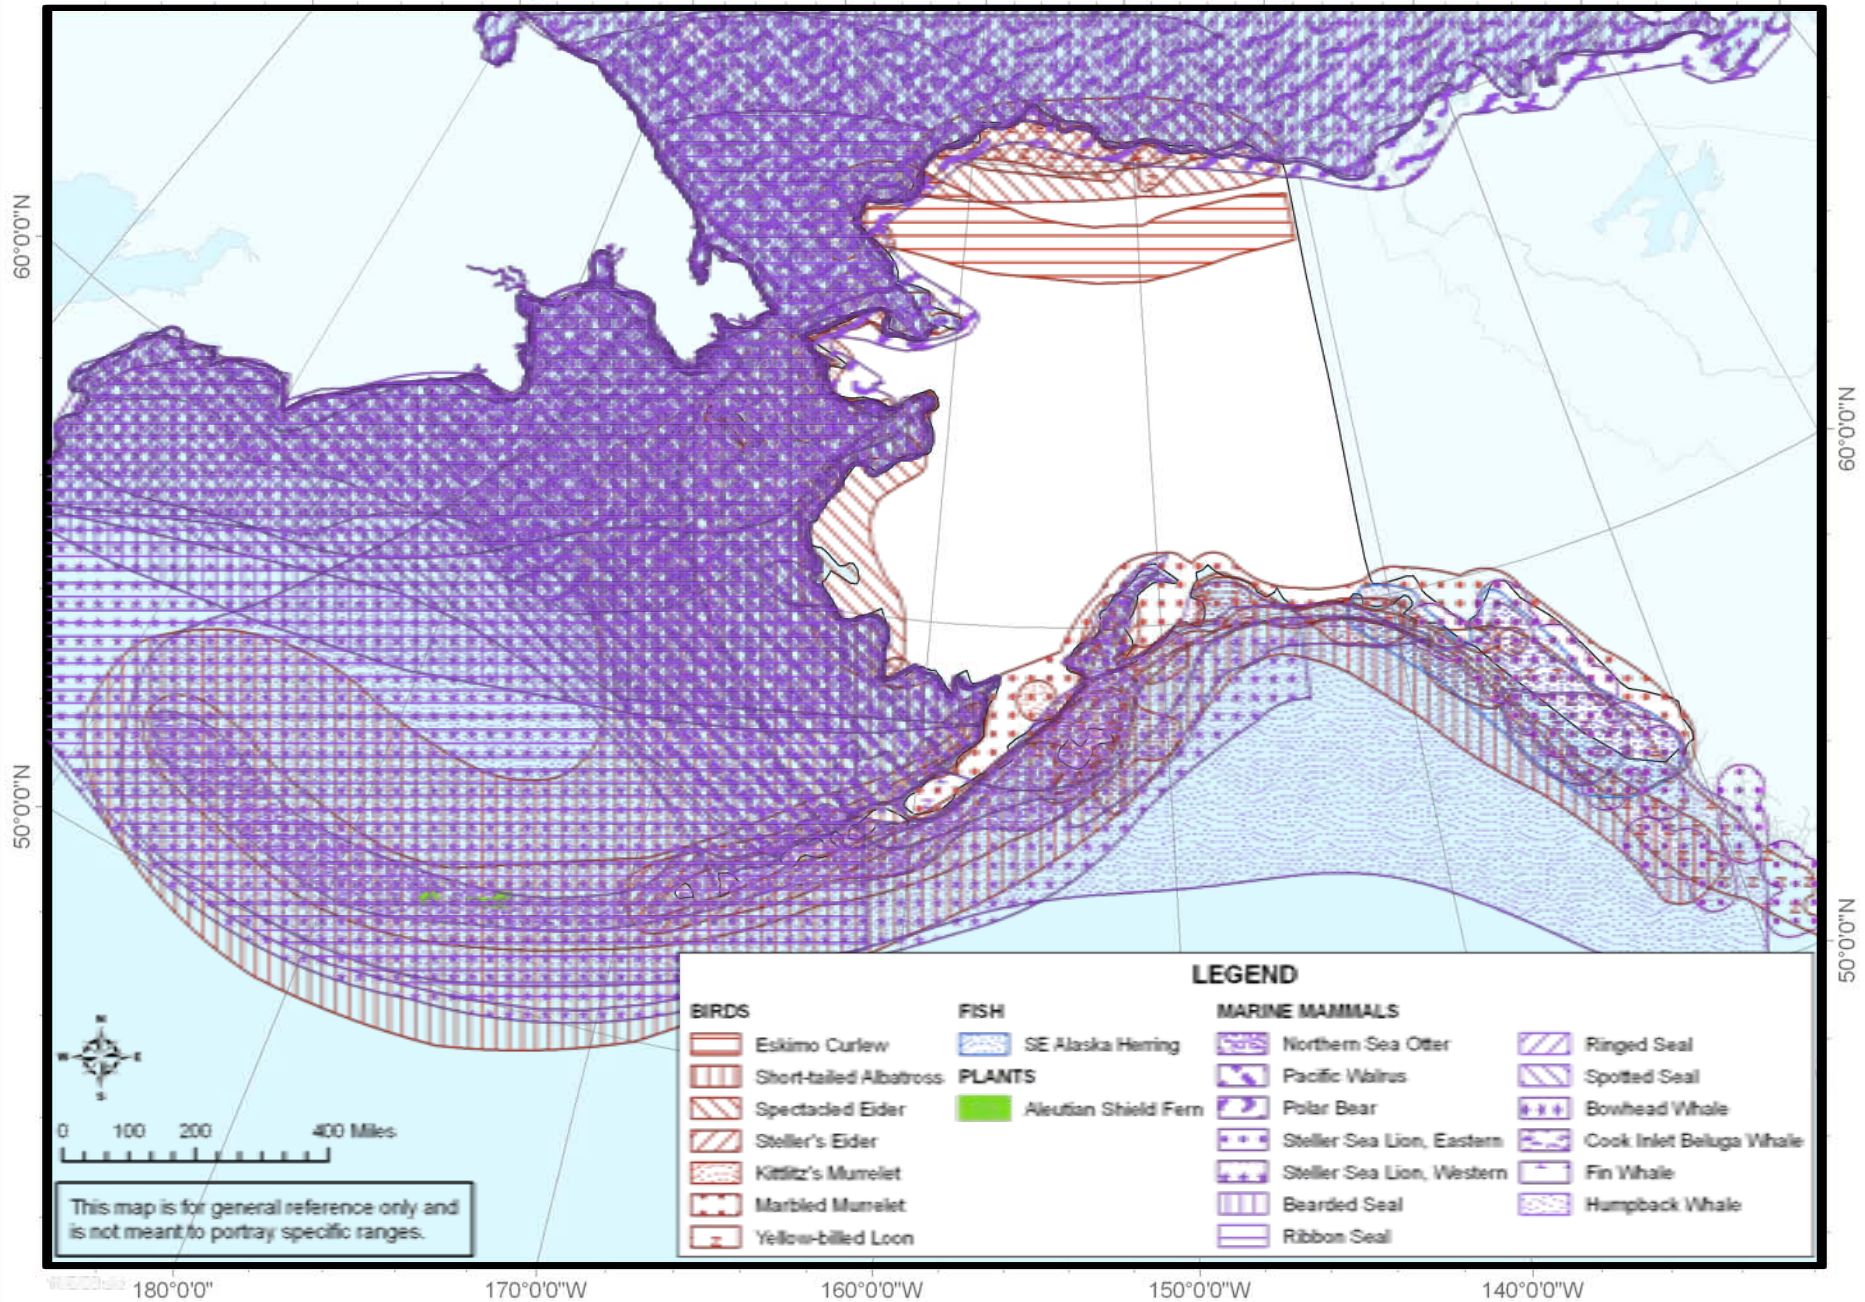 60°0'0"N
50°0'0"N
60°0'0"N
50°0'0"N
N
W
E
S
0 100 200 400 Miles
This map is for general reference only and
is not meant to portray specific ranges.
LEGEND
BIRDS
Eskimo Curlew
Short-tailed Albatross
Spectacled Eider
Steller's Eider
Kittlitz's Murrelet
Marbled Murrelet
Yellow-billed Loon
FISH
SE Alaska Herring
PLANTS
Aleutian Shield Fern
MARINE MAMMALS
Northern Sea Otter
Pacific Walrus
Polar Bear
Steller Sea Lion, Eastern
Steller Sea Lion, Western
Bearded Seal
Ribbon Seal
Ringed Seal
Spotted Seal
Bowhead Whale
Cook Inlet Beluga Whale
Fin Whale
Humpback Whale
180°0'0"
170°0'0"W
160°0'0"W
150°0'0"W
140°0'0"W